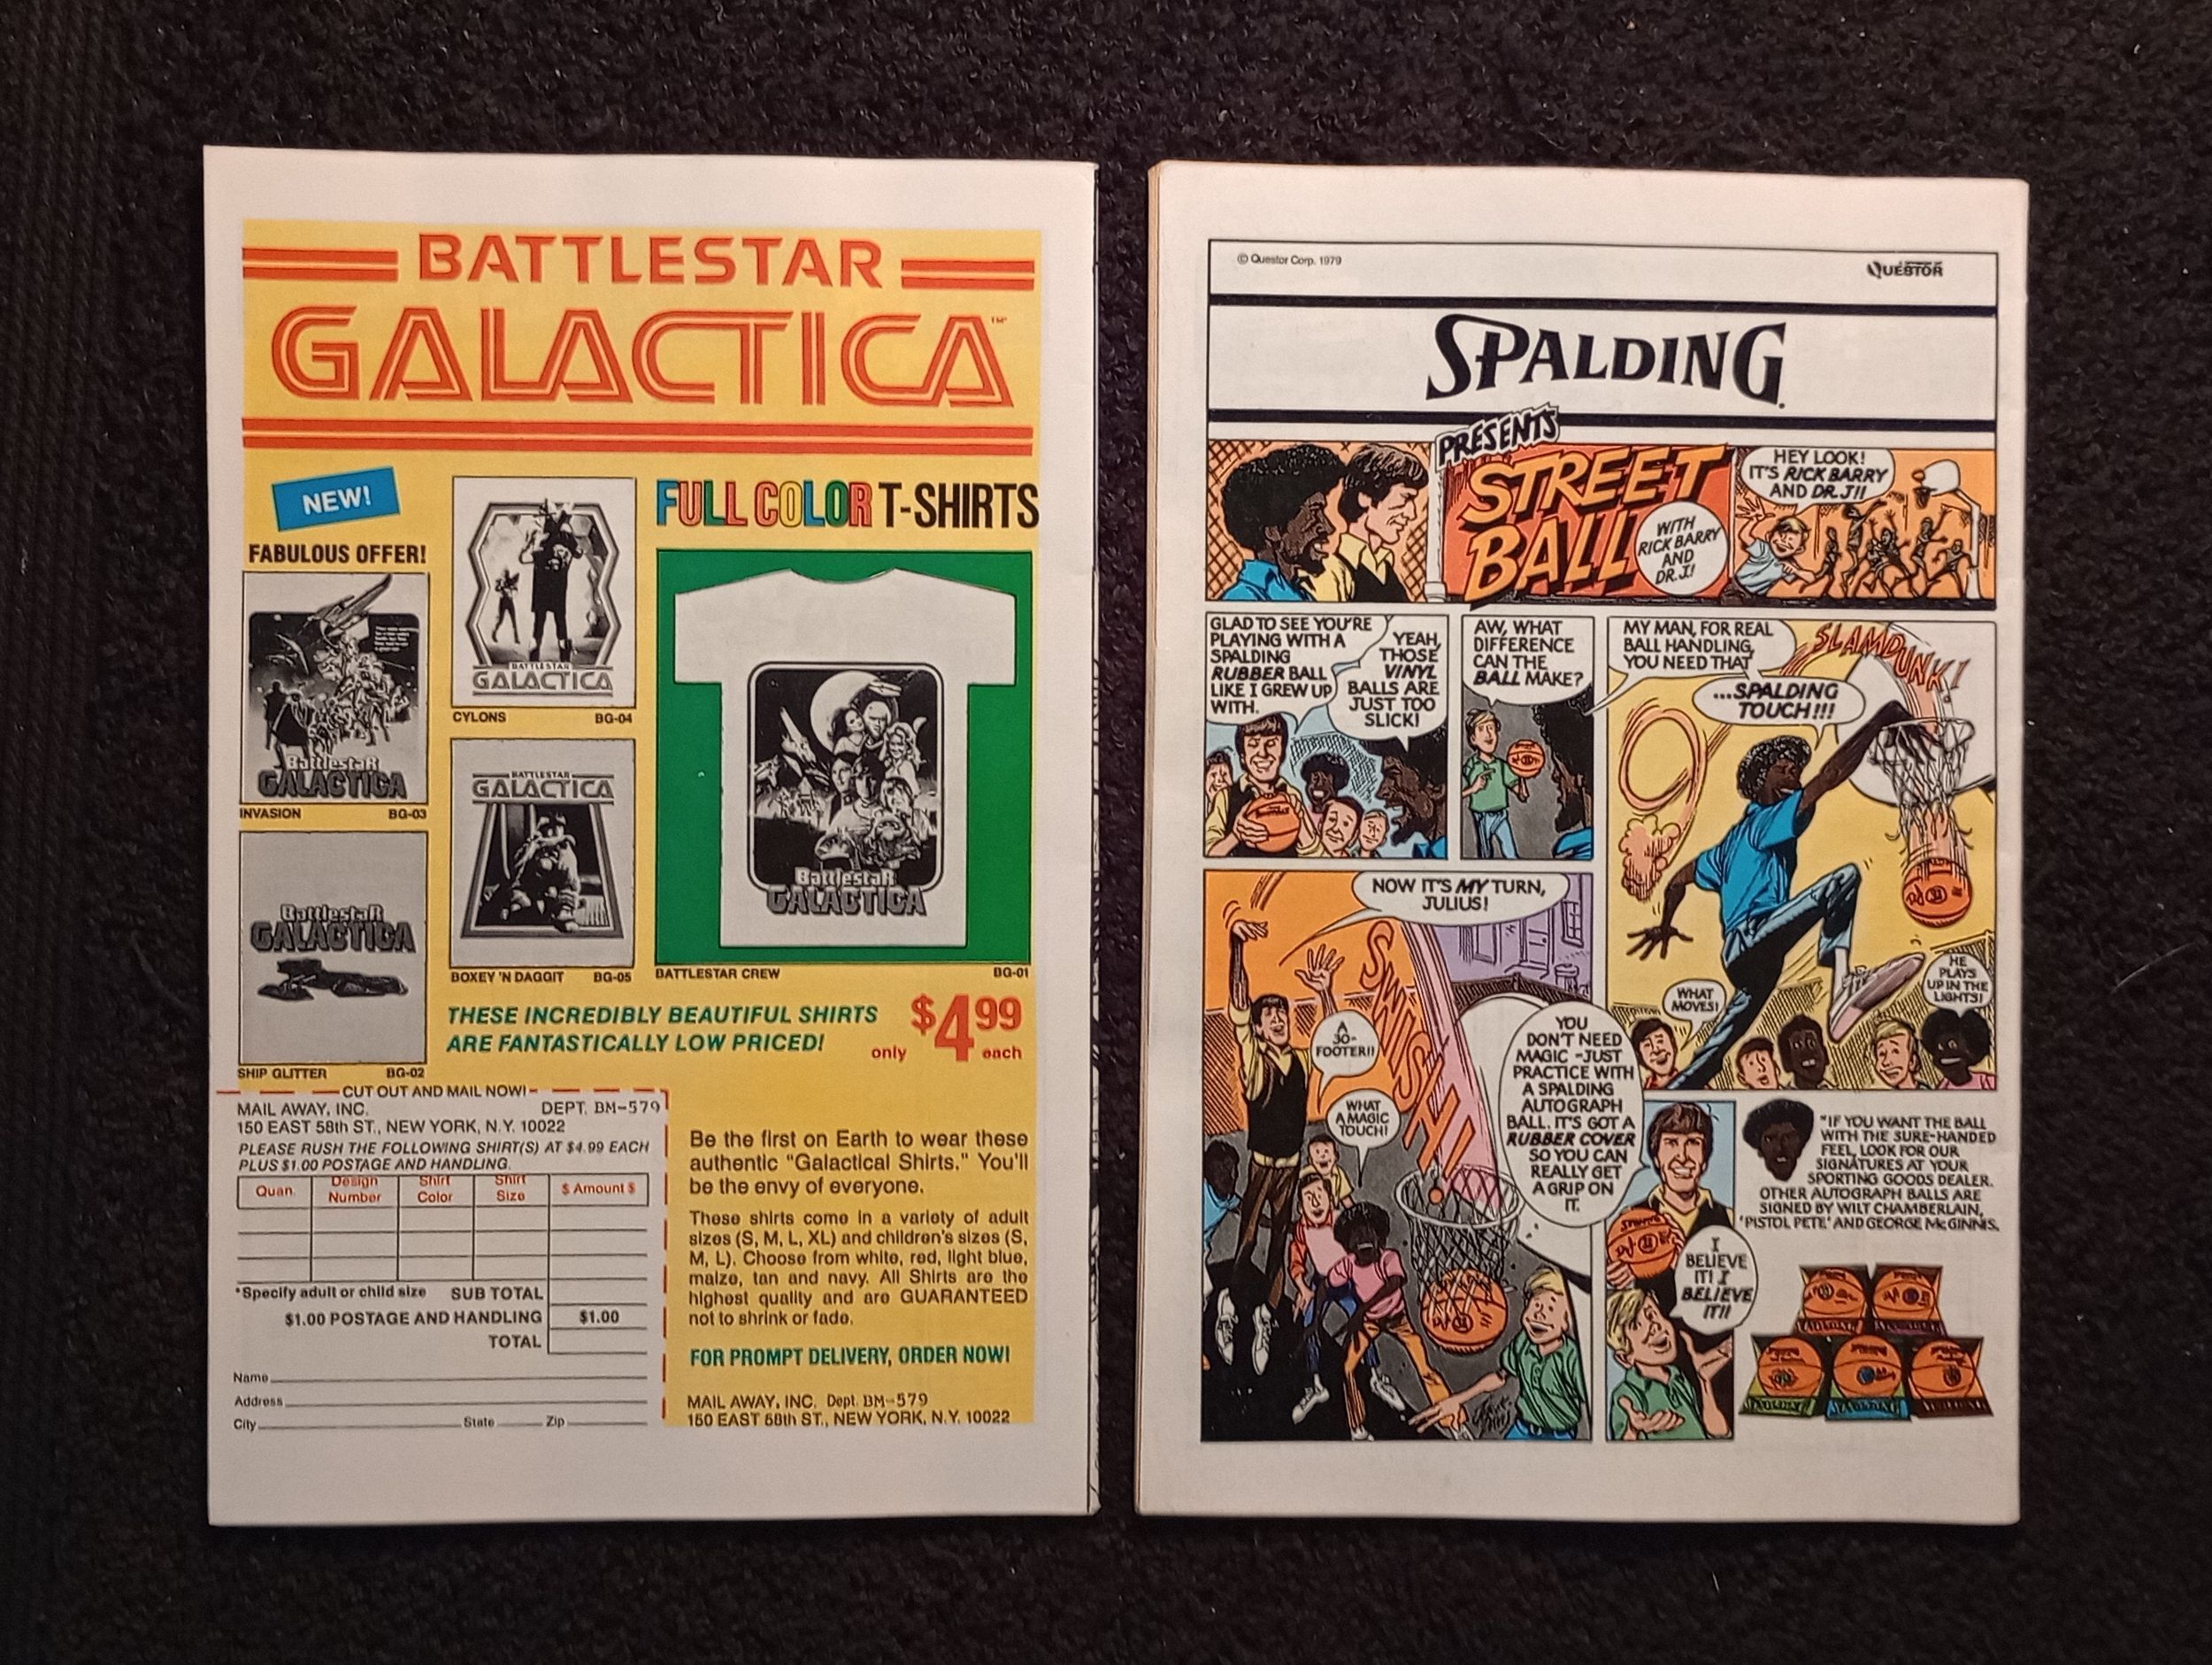 BATTLESTAR
GALACTICA™
NEW!
FABULOUS OFFER!
FULL COLOR T-SHIRTS
Battlestar
GALACTICA
INVASION BG-03
BATTLESTAR
GALACTICA
CYLONS BG-04
Battlestar
GALACTICA
SHIP GLITTER BG-02
BATTLESTAR
GALACTICA
BOXEY 'N DAGGIT BG-05
Battlestar
GALACTICA
BATTLESTAR CREW BG-01
THESE INCREDIBLY BEAUTIFUL SHIRTS
ARE FANTASTICALLY LOW PRICED!
only $4.99 each
CUT OUT AND MAIL NOW!
MAIL AWAY, INC. DEPT. BM-579
150 EAST 58th ST., NEW YORK, N.Y. 10022
PLEASE RUSH THE FOLLOWING SHIRT(S) AT $4.99 EACH
PLUS $1.00 POSTAGE AND HANDLING.
Quan. Design Number Shirt Color Shirt Size $ Amount $
*Specify adult or child size SUB TOTAL
$1.00 POSTAGE AND HANDLING $1.00
TOTAL
Name
Address
City State Zip
Be the first on Earth to wear these
authentic "Galactical Shirts." You'll
be the envy of everyone.
These shirts come in a variety of adult
sizes (S, M, L, XL) and children's sizes (S,
M, L). Choose from white, red, light blue,
maize, tan and navy. All Shirts are the
highest quality and are GUARANTEED
not to shrink or fade.
FOR PROMPT DELIVERY, ORDER NOW!
MAIL AWAY, INC. Dept. BM-579
150 EAST 58th ST., NEW YORK, N.Y. 10022
© Questor Corp. 1979
QUESTOR
SPALDING
PRESENTS
STREET
BALL
WITH
RICK BARRY
AND
DR. J!
HEY LOOK!
IT'S RICK BARRY
AND DR. J!!
GLAD TO SEE YOU'RE
PLAYING WITH A
SPALDING
RUBBER BALL
LIKE I GREW UP
WITH.
YEAH,
THOSE
VINYL
BALLS ARE
JUST TOO
SLICK!
AW, WHAT
DIFFERENCE
CAN THE
BALL MAKE?
MY MAN, FOR REAL
BALL HANDLING,
YOU NEED THAT
...SPALDING
TOUCH!!!
SLAMDUNK!
WHAT
MOVES!
HE
PLAYS
UP IN THE
LIGHTS!
NOW IT'S MY TURN,
JULIUS!
SWISH!
A
30-
FOOTER!!
WHAT
A MAGIC
TOUCH!
YOU
DON'T NEED
MAGIC -JUST
PRACTICE WITH
A SPALDING
AUTOGRAPH
BALL. IT'S GOT A
RUBBER COVER
SO YOU CAN
REALLY GET
A GRIP ON
IT.
I
BELIEVE
IT! I
BELIEVE
IT!!
"IF YOU WANT THE BALL
WITH THE SURE-HANDED
FEEL, LOOK FOR OUR
SIGNATURES AT YOUR
SPORTING GOODS DEALER.
OTHER AUTOGRAPH BALLS ARE
SIGNED BY WILT CHAMBERLAIN,
'PISTOL PETE' AND GEORGE McGINNIS.
SPALDING
SPALDING
SPALDING
SPALDING
SPALDING